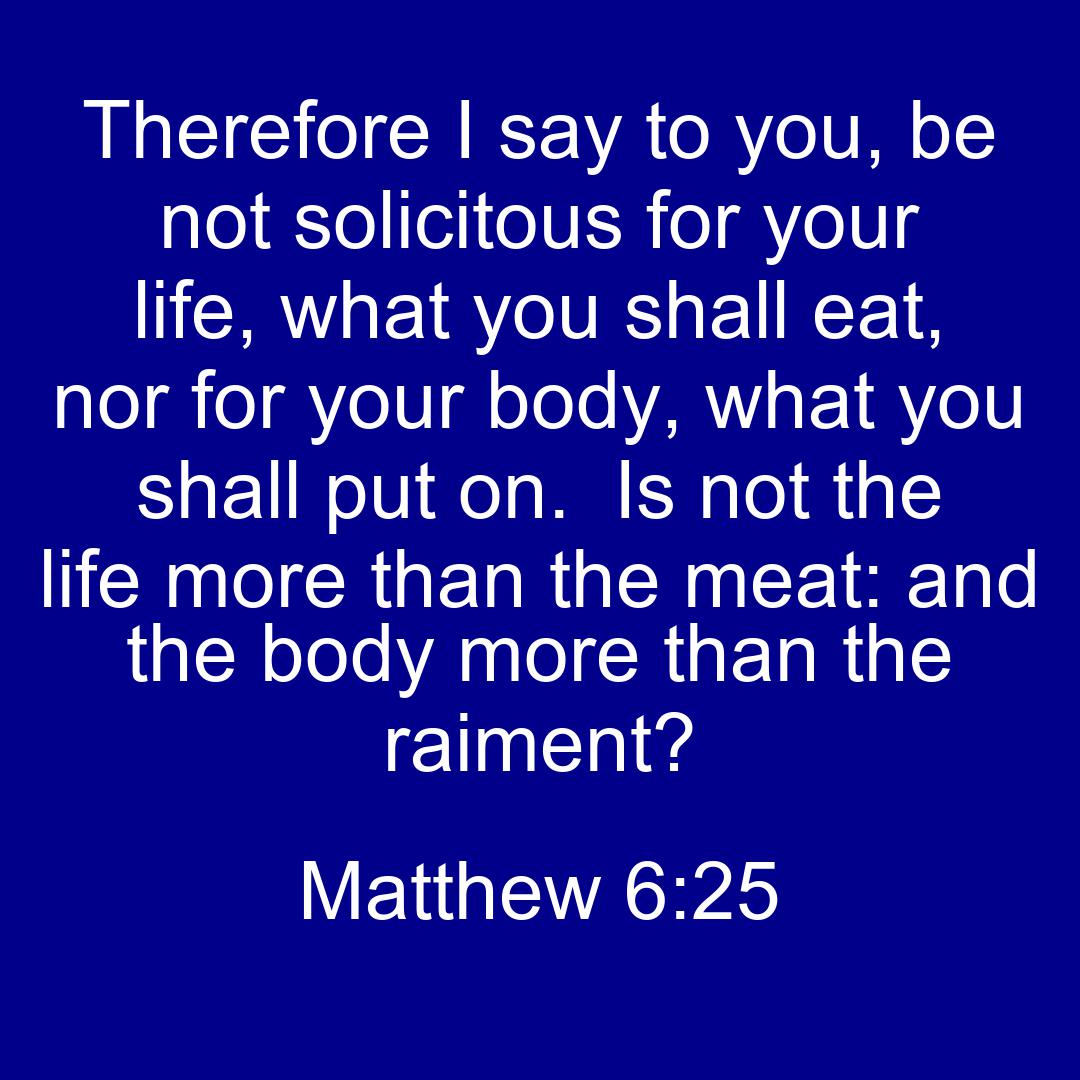 Therefore I say to you, be
not solicitous for your
life, what you shall eat,
nor for your body, what you
shall put on.  Is not the
life more than the meat: and
the body more than the
raiment?
Matthew 6:25